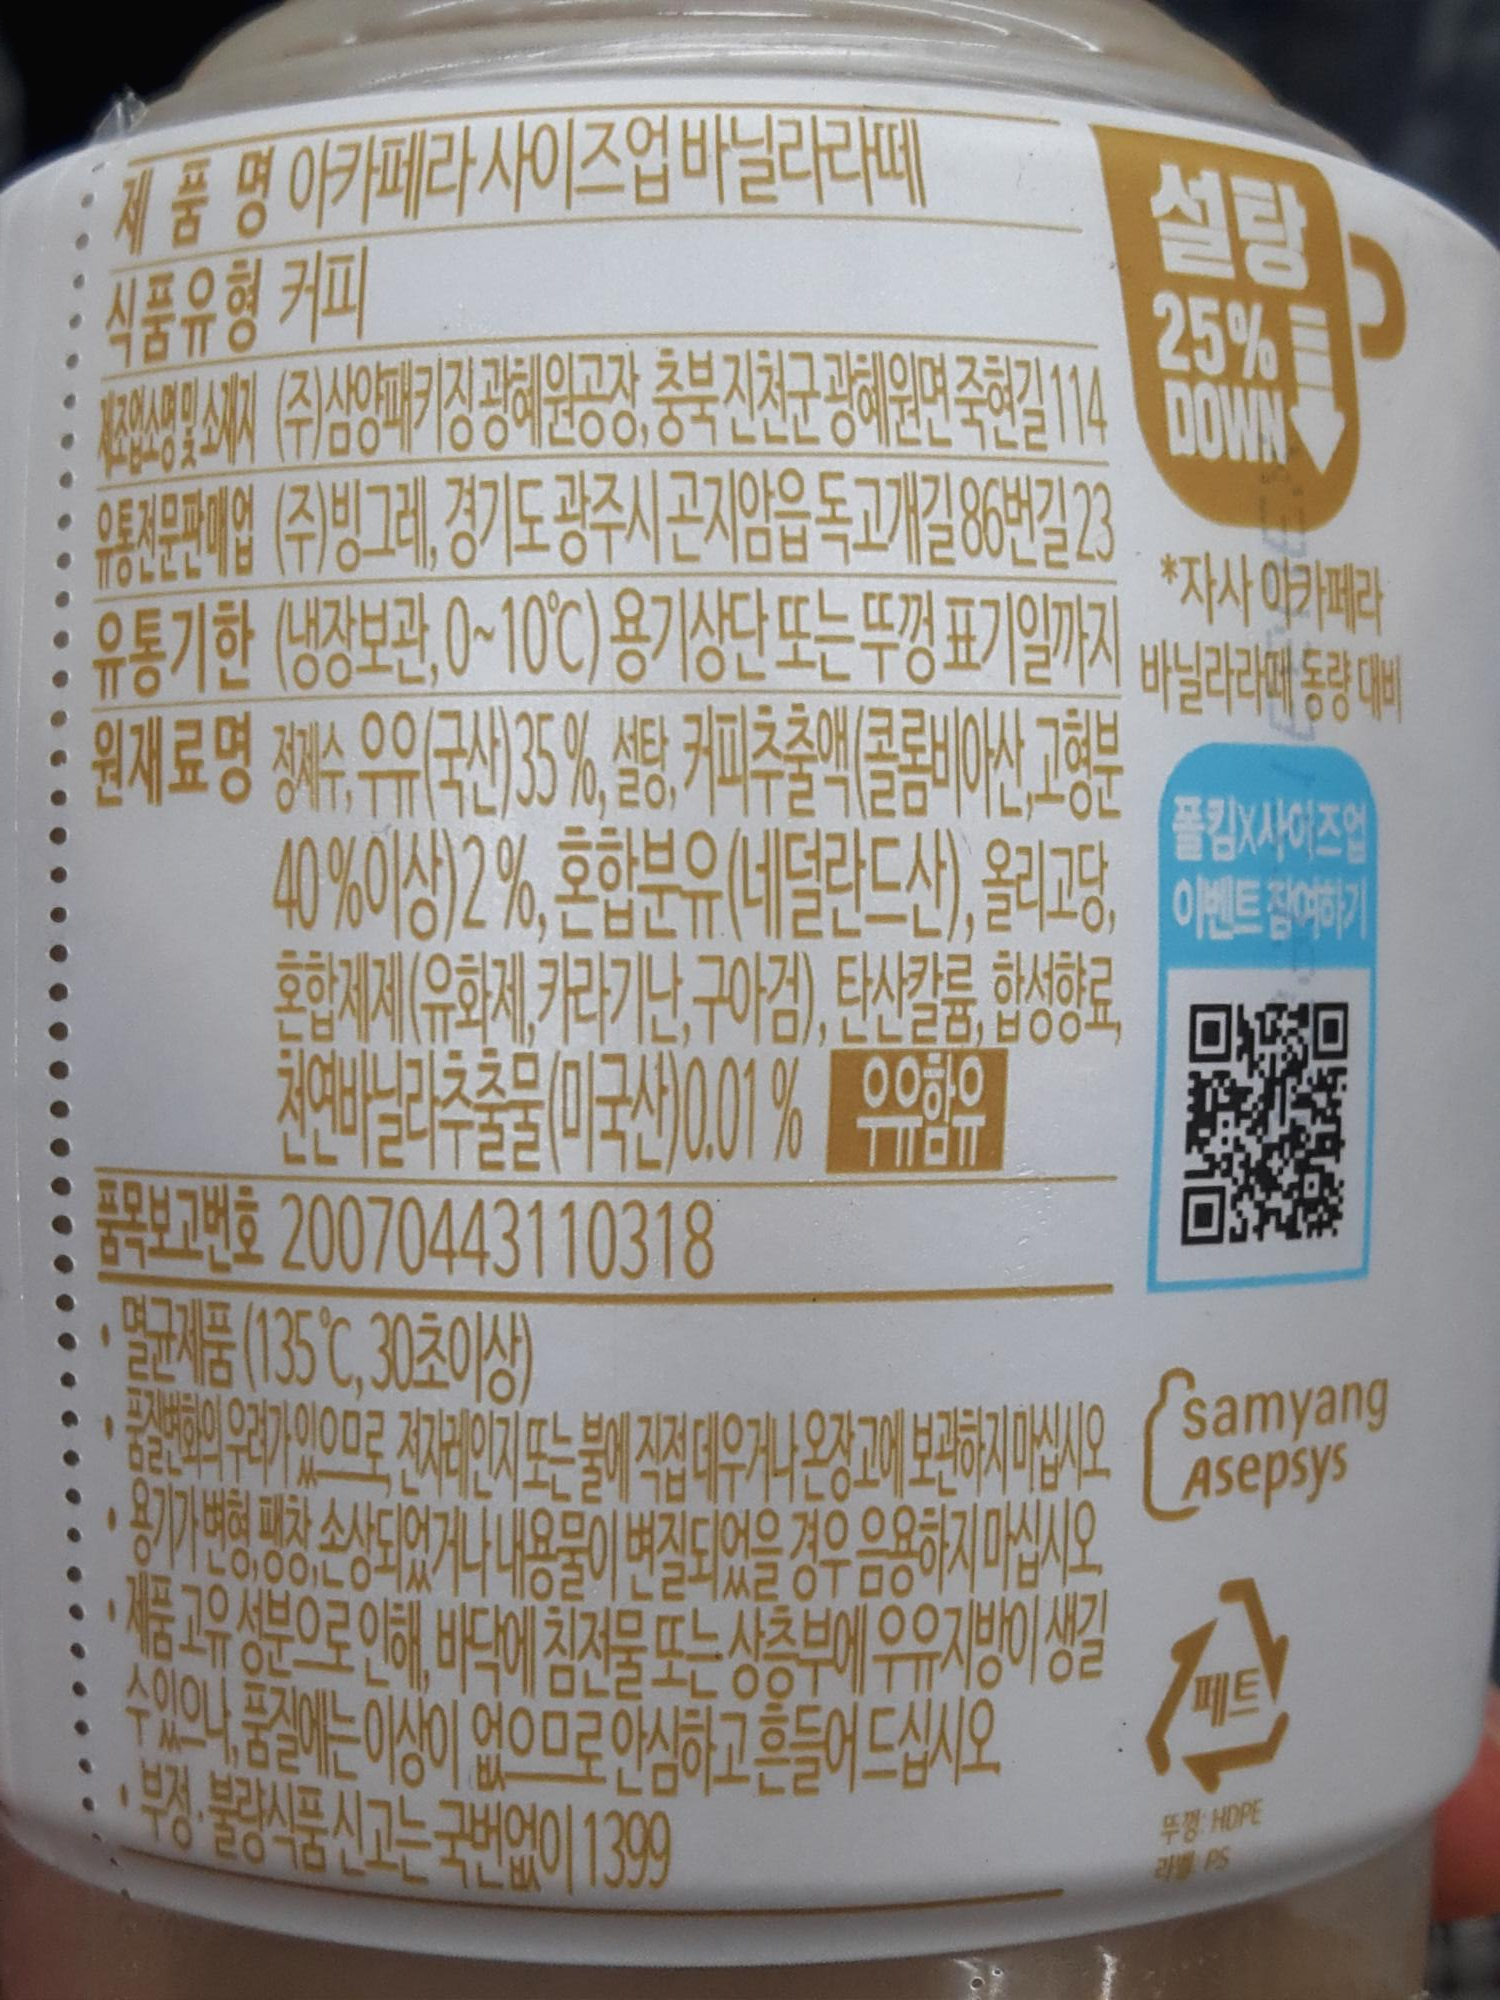 제 품 명 아카페라 사이즈업 바닐라라떼
식품유형 커피
제조업소명 및 소재지 (주)삼양패키징 광혜원공장, 충북 진천군 광혜원면 죽현길 114
유통전문판매업 (주)빙그레, 경기도 광주시 곤지암읍 독고개길 86번길 23
유통기한 (냉장보관, 0~10℃) 용기상단 또는 뚜껑 표기일까지
원재료명 정제수, 우유(국산) 35 %, 설탕, 커피추출액(콜롬비아산, 고형분
40 %이상) 2 %, 혼합분유(네덜란드산), 올리고당,
혼합제제(유화제, 카라기난, 구아검), 탄산칼륨, 합성향료,
천연바닐라추출물(미국산) 0.01 % 우유함유
품목보고번호 20070443110318
• 멸균제품 (135℃, 30초이상)
• 품질변화의 우려가 있으므로, 전자레인지 또는 불에 직접 데우거나 온장고에 보관하지 마십시오
• 용기가 변형, 팽창, 손상되었거나 내용물이 변질되었을 경우 음용하지 마십시오
• 제품 고유 성분으로 인해, 바닥에 침전물 또는 상층부에 우유지방이 생길
수 있으나, 품질에는 이상이 없으므로 안심하고 흔들어 드십시오
• 부정·불량식품 신고는 국번없이 1399
설탕
25%
DOWN
*자사 아카페라
바닐라라떼 동량 대비
폴킴X사이즈업
이벤트 참여하기
samyang
Asepsys
페트
뚜껑: HDPE
라벨: PS